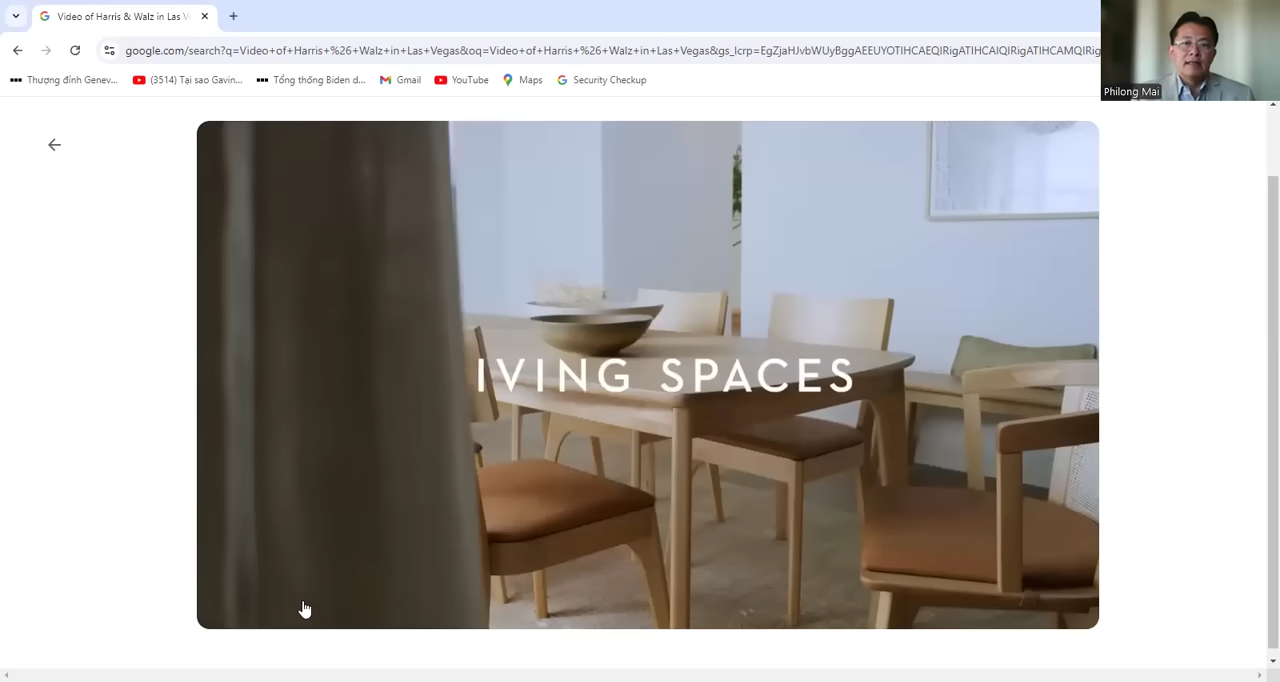 Video of Harris & Walz in Las V
google.com/search?q=Video+of+Harris+%26+Walz+in+Las+Vegas&oq=Video+of+Harris+%26+Walz+in+Las+Vegas&gs_lcrp=EgZjaHJvbWUyBggAEEUYOTIHCAEQIRigATIHCAIQIRigATIHCAMQIRig
Thượng đỉnh Genev...
(3514) Tại sao Gavin...
Tổng thống Biden đ...
Gmail
YouTube
Maps
Security Checkup
Philong Mai
IVING SPACES